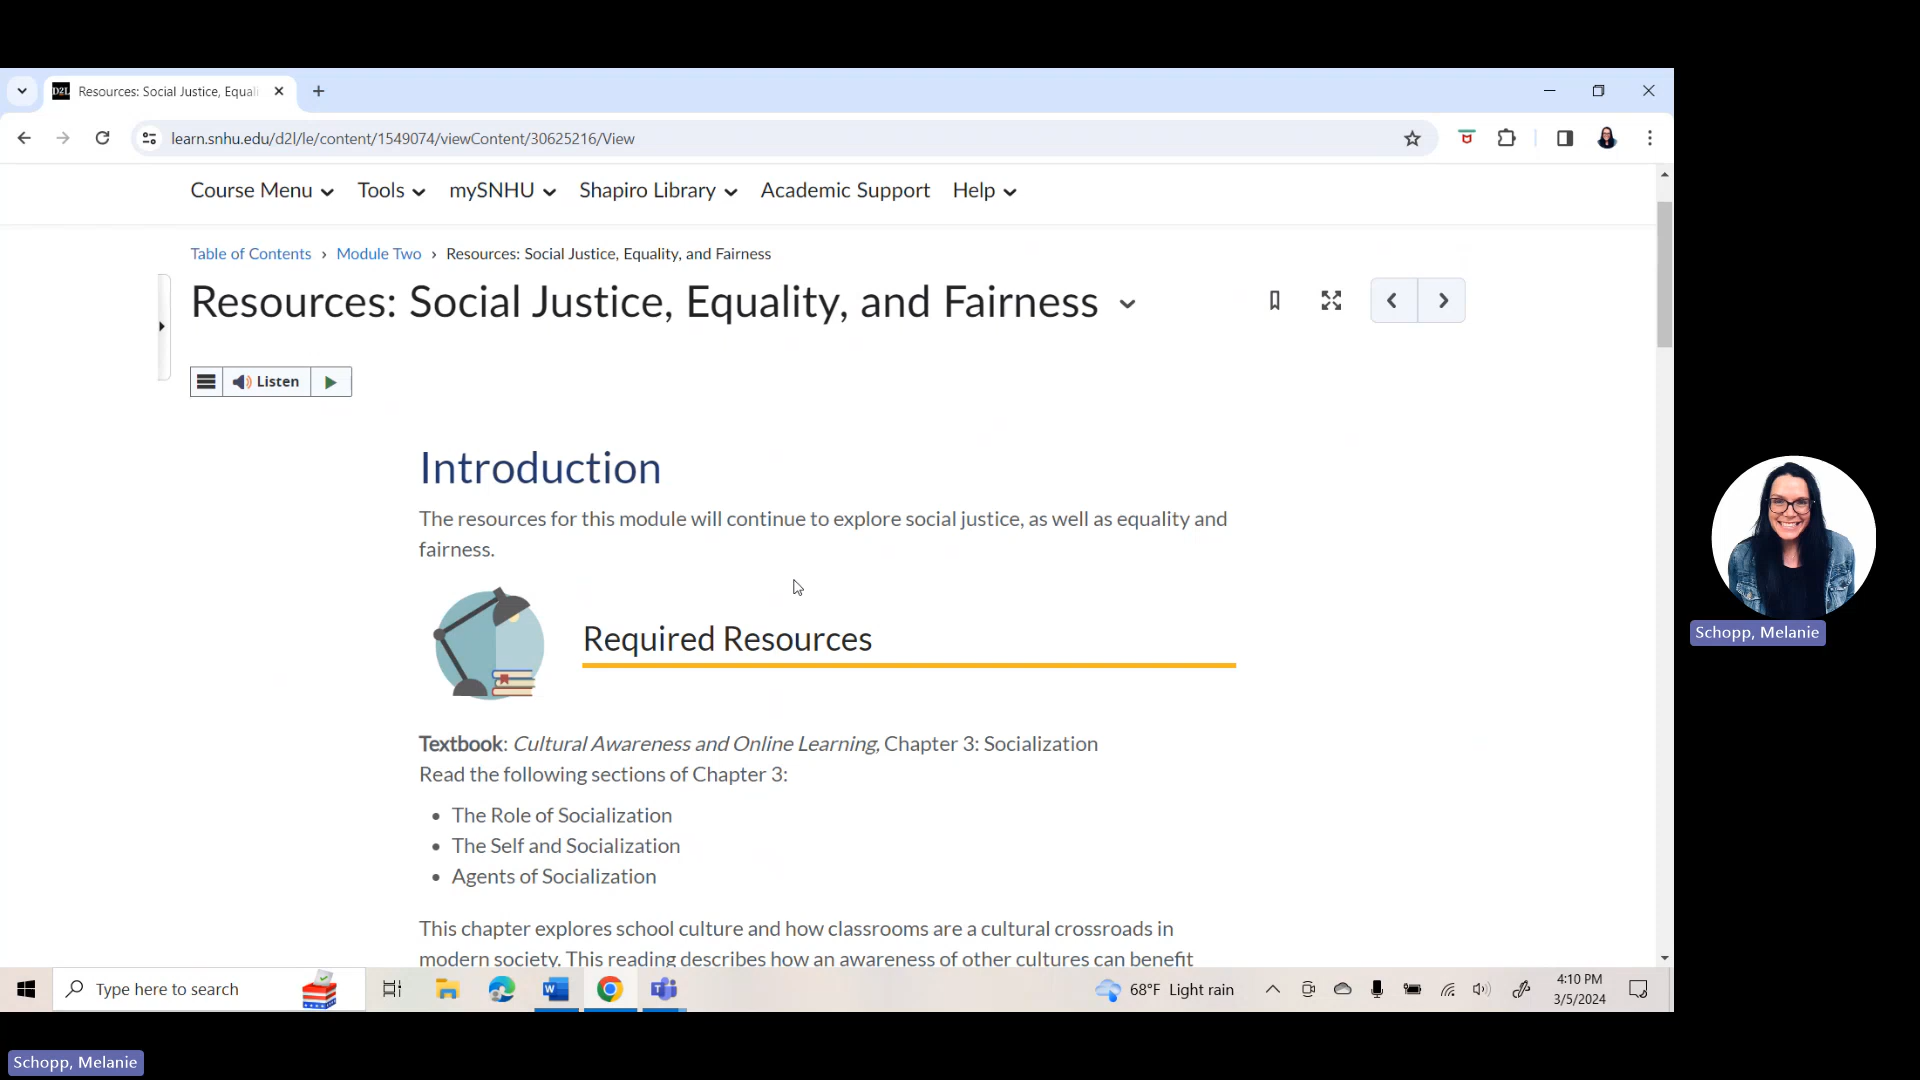 D2L Resources: Social Justice, Equali
learn.snhu.edu/d2l/le/content/1549074/viewContent/30625216/View
Course Menu Tools mySNHU Shapiro Library Academic Support Help
Table of Contents › Module Two › Resources: Social Justice, Equality, and Fairness
Resources: Social Justice, Equality, and Fairness
Listen
Introduction
The resources for this module will continue to explore social justice, as well as equality and
fairness.
Required Resources
Textbook: Cultural Awareness and Online Learning, Chapter 3: Socialization
Read the following sections of Chapter 3:
• The Role of Socialization
• The Self and Socialization
• Agents of Socialization
This chapter explores school culture and how classrooms are a cultural crossroads in
modern society. This reading describes how an awareness of other cultures can benefit
Schopp, Melanie
Type here to search
68°F Light rain
4:10 PM
3/5/2024
Schopp, Melanie